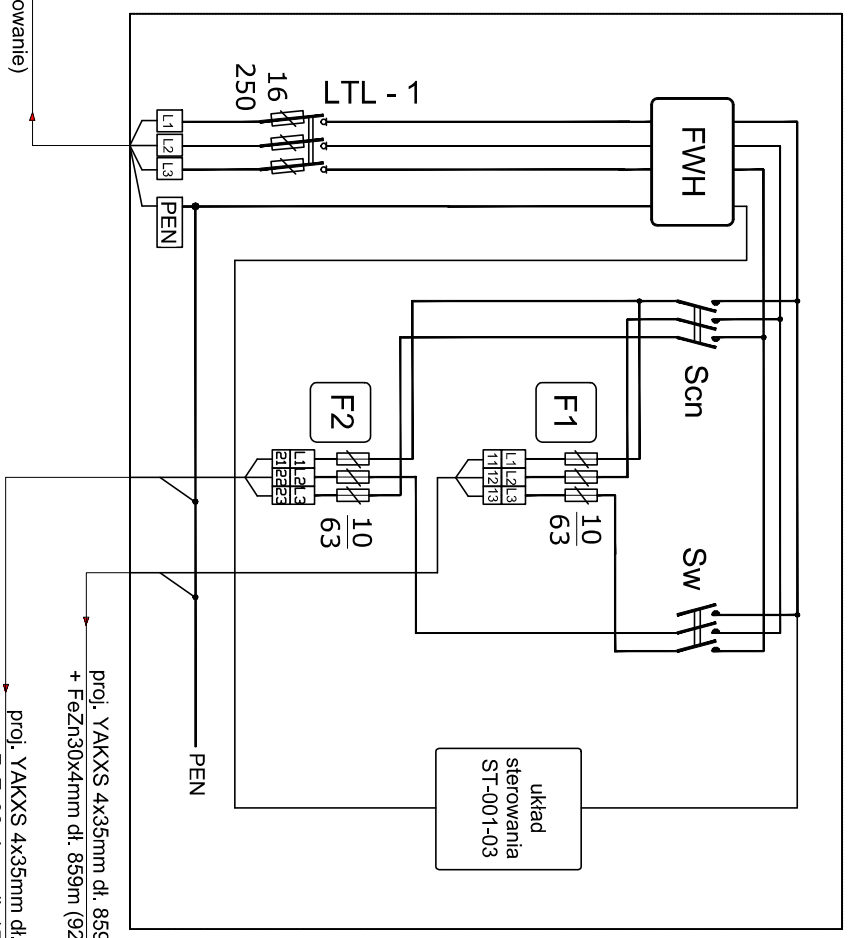 owanie)
LTL - 1
16
250
L1
L2
L3
PEN
FWH
Scn
F2
F1
L1 L2 L3
21 22 23
L1 L2 L3
11 12 13
10
63
10
63
Sw
PEN
układ
sterowania
ST-001-03
proj. YAKXS 4x35mm dł. 859
+ FeZn30x4mm dł. 859m (92
proj. YAKXS 4x35mm dł.